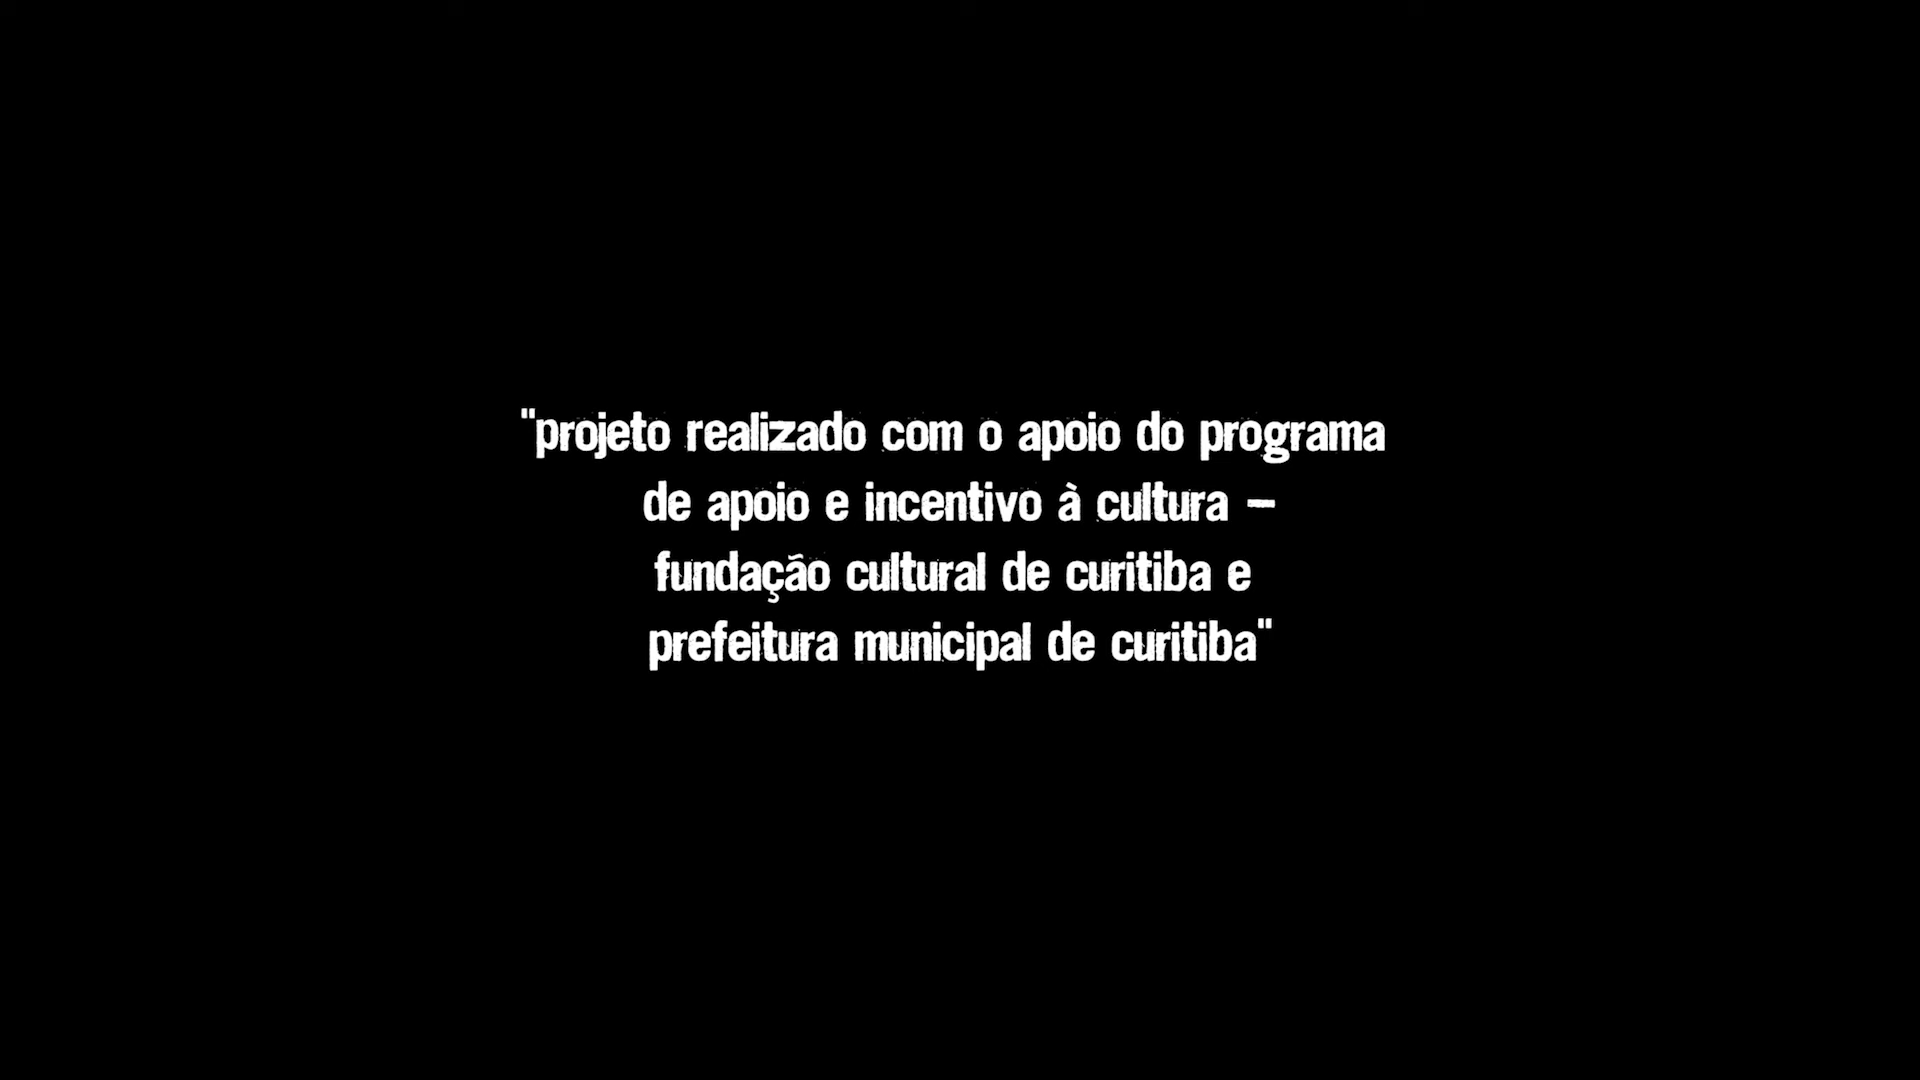 "projeto realizado com o apoio do programa
de apoio e incentivo à cultura –
fundação cultural de curitiba e
prefeitura municipal de curitiba"